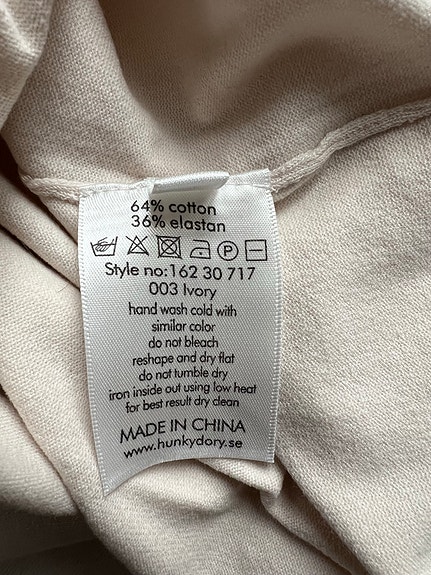 64% cotton
36% elastan
P
Style no:162 30 717
003 Ivory
hand wash cold with
similar color
do not bleach
reshape and dry flat
do not tumble dry
iron inside out using low heat
for best result dry clean
MADE IN CHINA
www.hunkydory.se